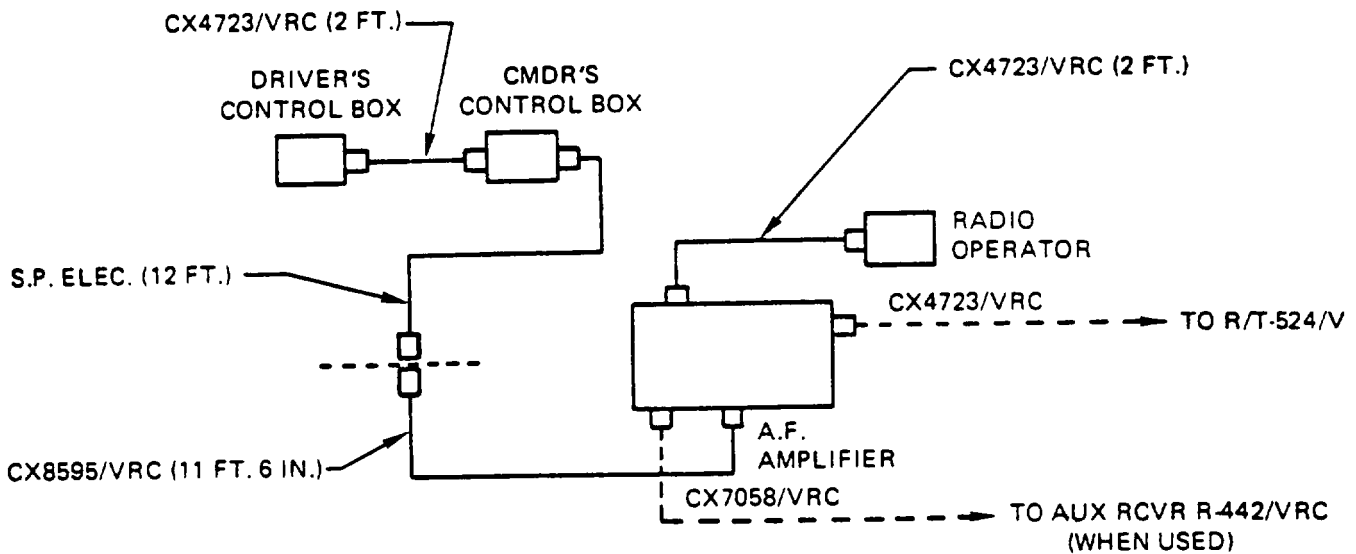 CX4723/VRC (2 FT.)
DRIVER'S
CONTROL BOX
CMDR'S
CONTROL BOX
CX4723/VRC (2 FT.)
RADIO
OPERATOR
S.P. ELEC. (12 FT.)
CX4723/VRC
TO R/T-524/V
A.F.
AMPLIFIER
CX8595/VRC (11 FT. 6 IN.)
CX7058/VRC
TO AUX RCVR R-442/VRC
(WHEN USED)